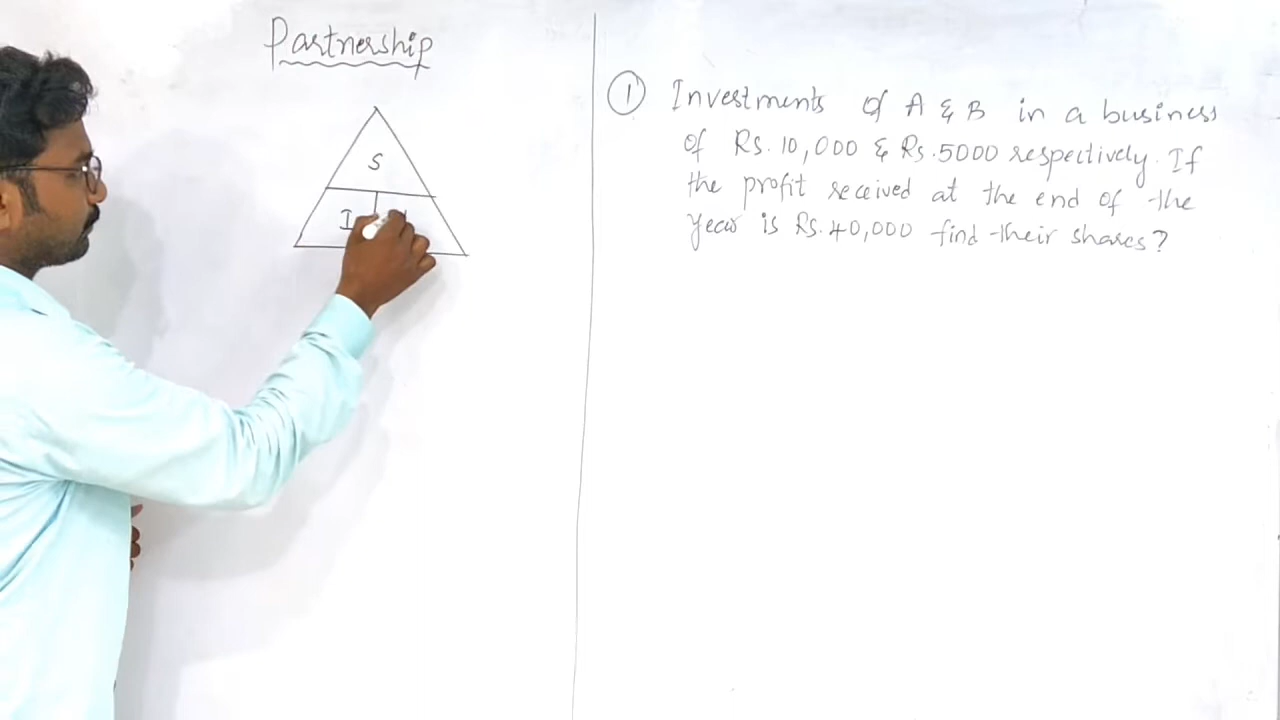 Partnership
S
I
① Investments of A & B in a business
of Rs. 10,000 & Rs. 5000 respectively. If
the profit received at the end of the
year is Rs. 40,000 find their shares?